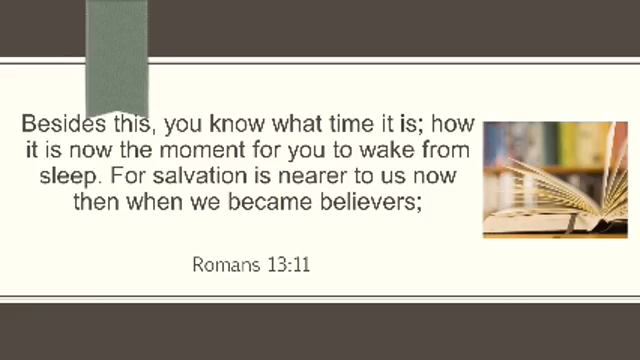 Besides this, you know what time it is; how
it is now the moment for you to wake from
sleep. For salvation is nearer to us now
then when we became believers;
Romans 13:11